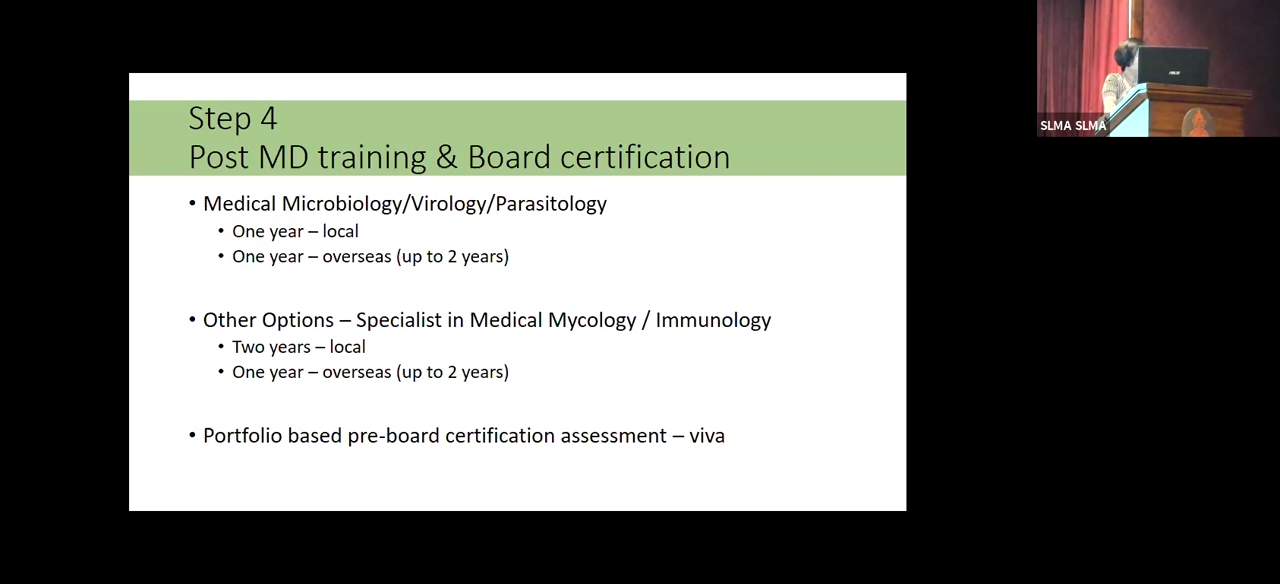 Step 4
Post MD training & Board certification
• Medical Microbiology/Virology/Parasitology
• One year – local
• One year – overseas (up to 2 years)
• Other Options – Specialist in Medical Mycology / Immunology
• Two years – local
• One year – overseas (up to 2 years)
• Portfolio based pre-board certification assessment – viva
ASUS
SLMA SLMA